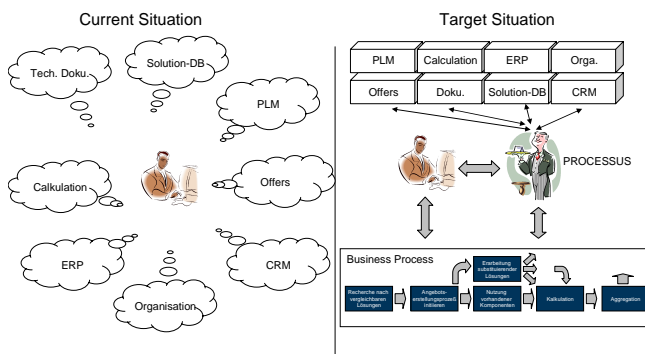 Current Situation
Target Situation
Tech. Doku.
Solution-DB
PLM
Calkulation
Offers
ERP
CRM
Organisation
PLM
Calculation
ERP
Orga.
Offers
Doku.
Solution-DB
CRM
PROCESSUS
Business Process
Erarbeitung
substituierender
Lösungen
Recherche nach
vergleichbaren
Lösungen
Angebots-
erstellungsprozeß
initiieren
Nutzung
vorhandener
Komponenten
Kalkulation
Aggregation